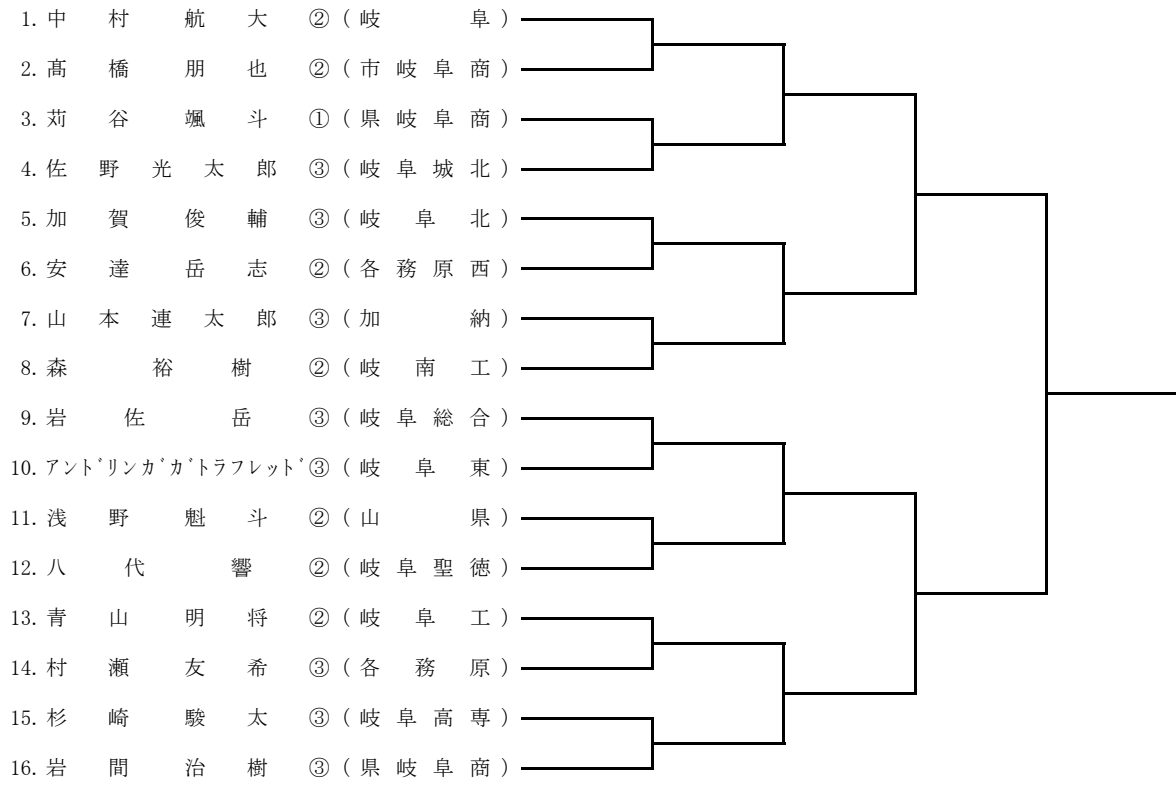 1. 中村航大 ② (岐阜)
2. 髙橋朋也 ② (市岐阜商)
3. 苅谷颯斗 ① (県岐阜商)
4. 佐野光太郎 ③ (岐阜城北)
5. 加賀俊輔 ③ (岐阜北)
6. 安達岳志 ② (各務原西)
7. 山本連太郎 ③ (加納)
8. 森裕樹 ② (岐南工)
9. 岩佐岳 ③ (岐阜総合)
10. アンドリンガガトラフレッド ③ (岐阜東)
11. 浅野魁斗 ② (山県)
12. 八代響 ② (岐阜聖徳)
13. 青山明将 ② (岐阜工)
14. 村瀬友希 ③ (各務原)
15. 杉崎駿太 ③ (岐阜高専)
16. 岩間治樹 ③ (県岐阜商)